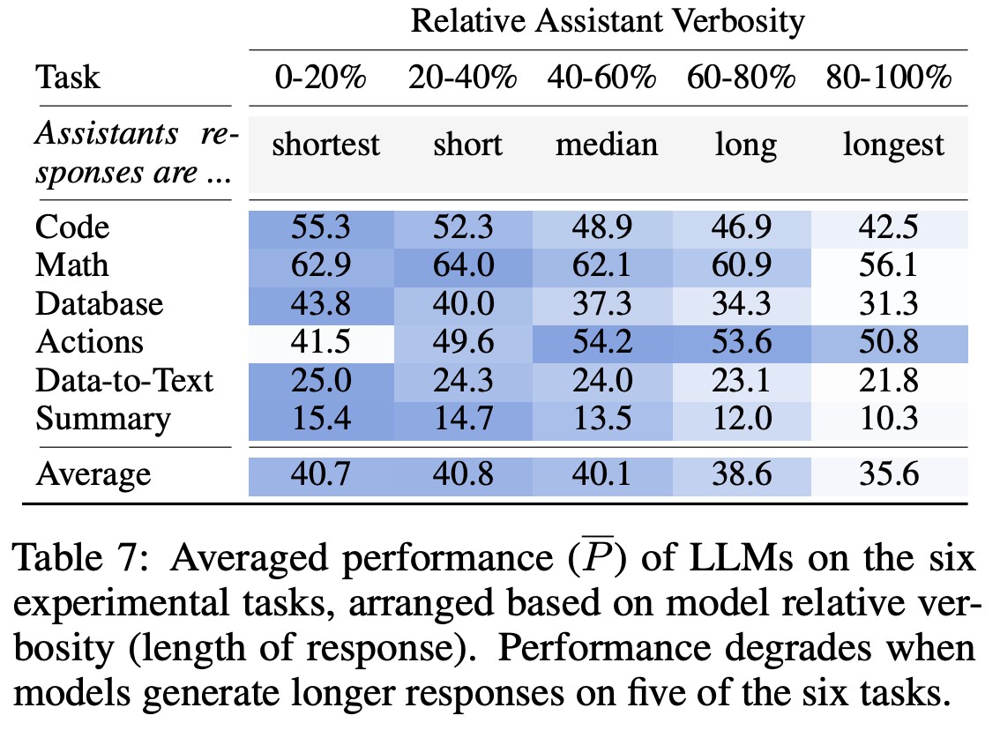 Relative Assistant Verbosity
Task 0-20% 20-40% 40-60% 60-80% 80-100%
Assistants re-
sponses are ... shortest short median long longest
Code 55.3 52.3 48.9 46.9 42.5
Math 62.9 64.0 62.1 60.9 56.1
Database 43.8 40.0 37.3 34.3 31.3
Actions 41.5 49.6 54.2 53.6 50.8
Data-to-Text 25.0 24.3 24.0 23.1 21.8
Summary 15.4 14.7 13.5 12.0 10.3
Average 40.7 40.8 40.1 38.6 35.6
Table 7: Averaged performance (P̅) of LLMs on the six
experimental tasks, arranged based on model relative ver-
bosity (length of response). Performance degrades when
models generate longer responses on five of the six tasks.